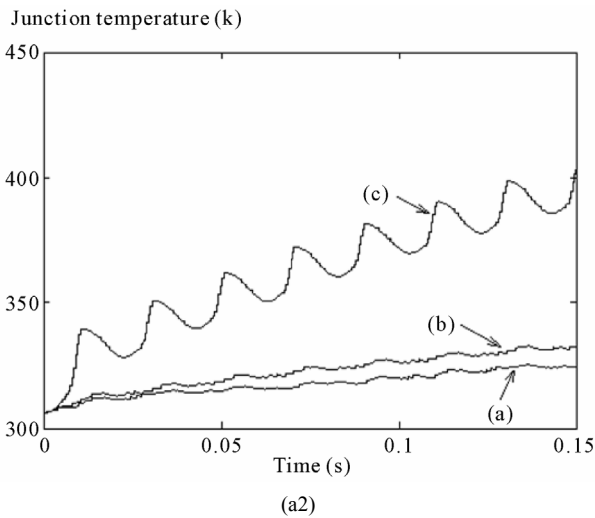 Junction temperature (k)
450
400
(c)
350
(b)
(a)
300
0
0.05
0.1
0.15
Time (s)
(a2)